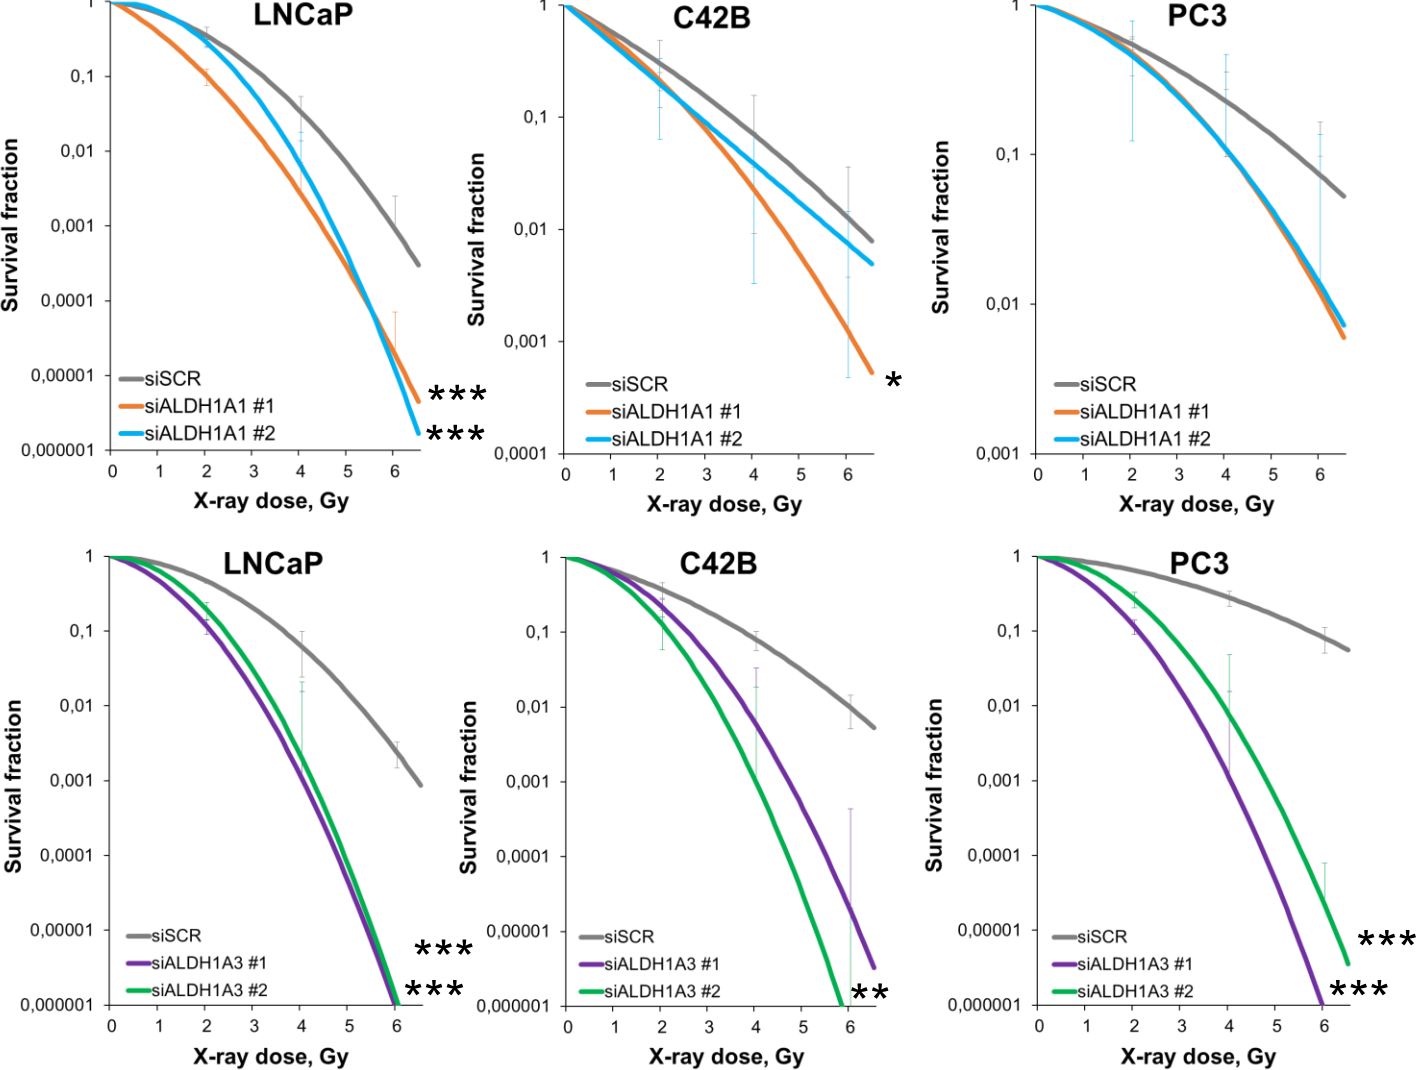 LNCaP
1
0,1
0,01
0,001
0,0001
0,00001
0,000001
Survival fraction
siSCR
siALDH1A1 #1
siALDH1A1 #2
***
***
0 1 2 3 4 5 6
X-ray dose, Gy
C42B
1
0,1
0,01
0,001
0,0001
Survival fraction
siSCR
siALDH1A1 #1
siALDH1A1 #2
*
0 1 2 3 4 5 6
X-ray dose, Gy
PC3
1
0,1
0,01
0,001
Survival fraction
siSCR
siALDH1A1 #1
siALDH1A1 #2
0 1 2 3 4 5 6
X-ray dose, Gy
LNCaP
1
0,1
0,01
0,001
0,0001
0,00001
0,000001
Survival fraction
siSCR
siALDH1A3 #1
siALDH1A3 #2
***
***
0 1 2 3 4 5 6
X-ray dose, Gy
C42B
1
0,1
0,01
0,001
0,0001
0,00001
0,000001
Survival fraction
siSCR
siALDH1A3 #1
siALDH1A3 #2
**
0 1 2 3 4 5 6
X-ray dose, Gy
PC3
1
0,1
0,01
0,001
0,0001
0,00001
0,000001
Survival fraction
siSCR
siALDH1A3 #1
siALDH1A3 #2
***
***
0 1 2 3 4 5 6
X-ray dose, Gy